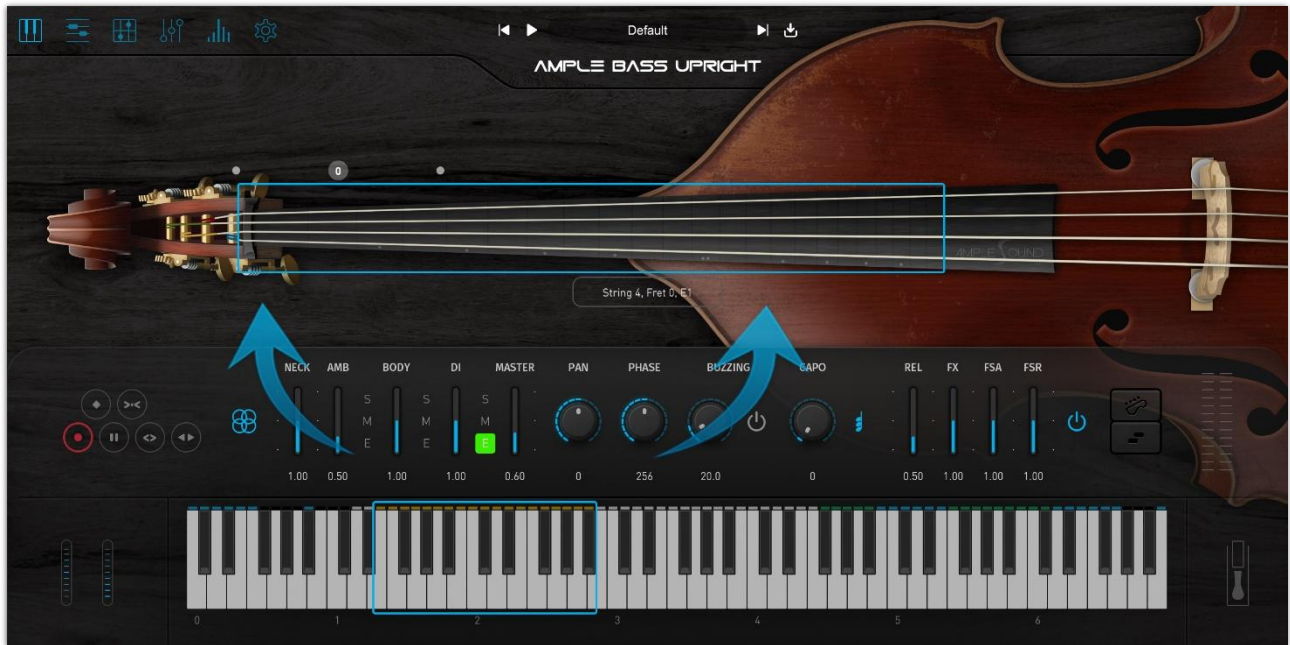 Default
AMPLE BASS UPRIGHT
0
AMPLE SOUND
String 4, Fret 0, E1
NECK AMB BODY DI MASTER PAN PHASE BUZZING CAPO REL FX FSA FSR
S S S
M M M
E E E
1.00 0.50 1.00 1.00 0.60 0 256 20.0 0 0.50 1.00 1.00 1.00
0 1 2 3 4 5 6